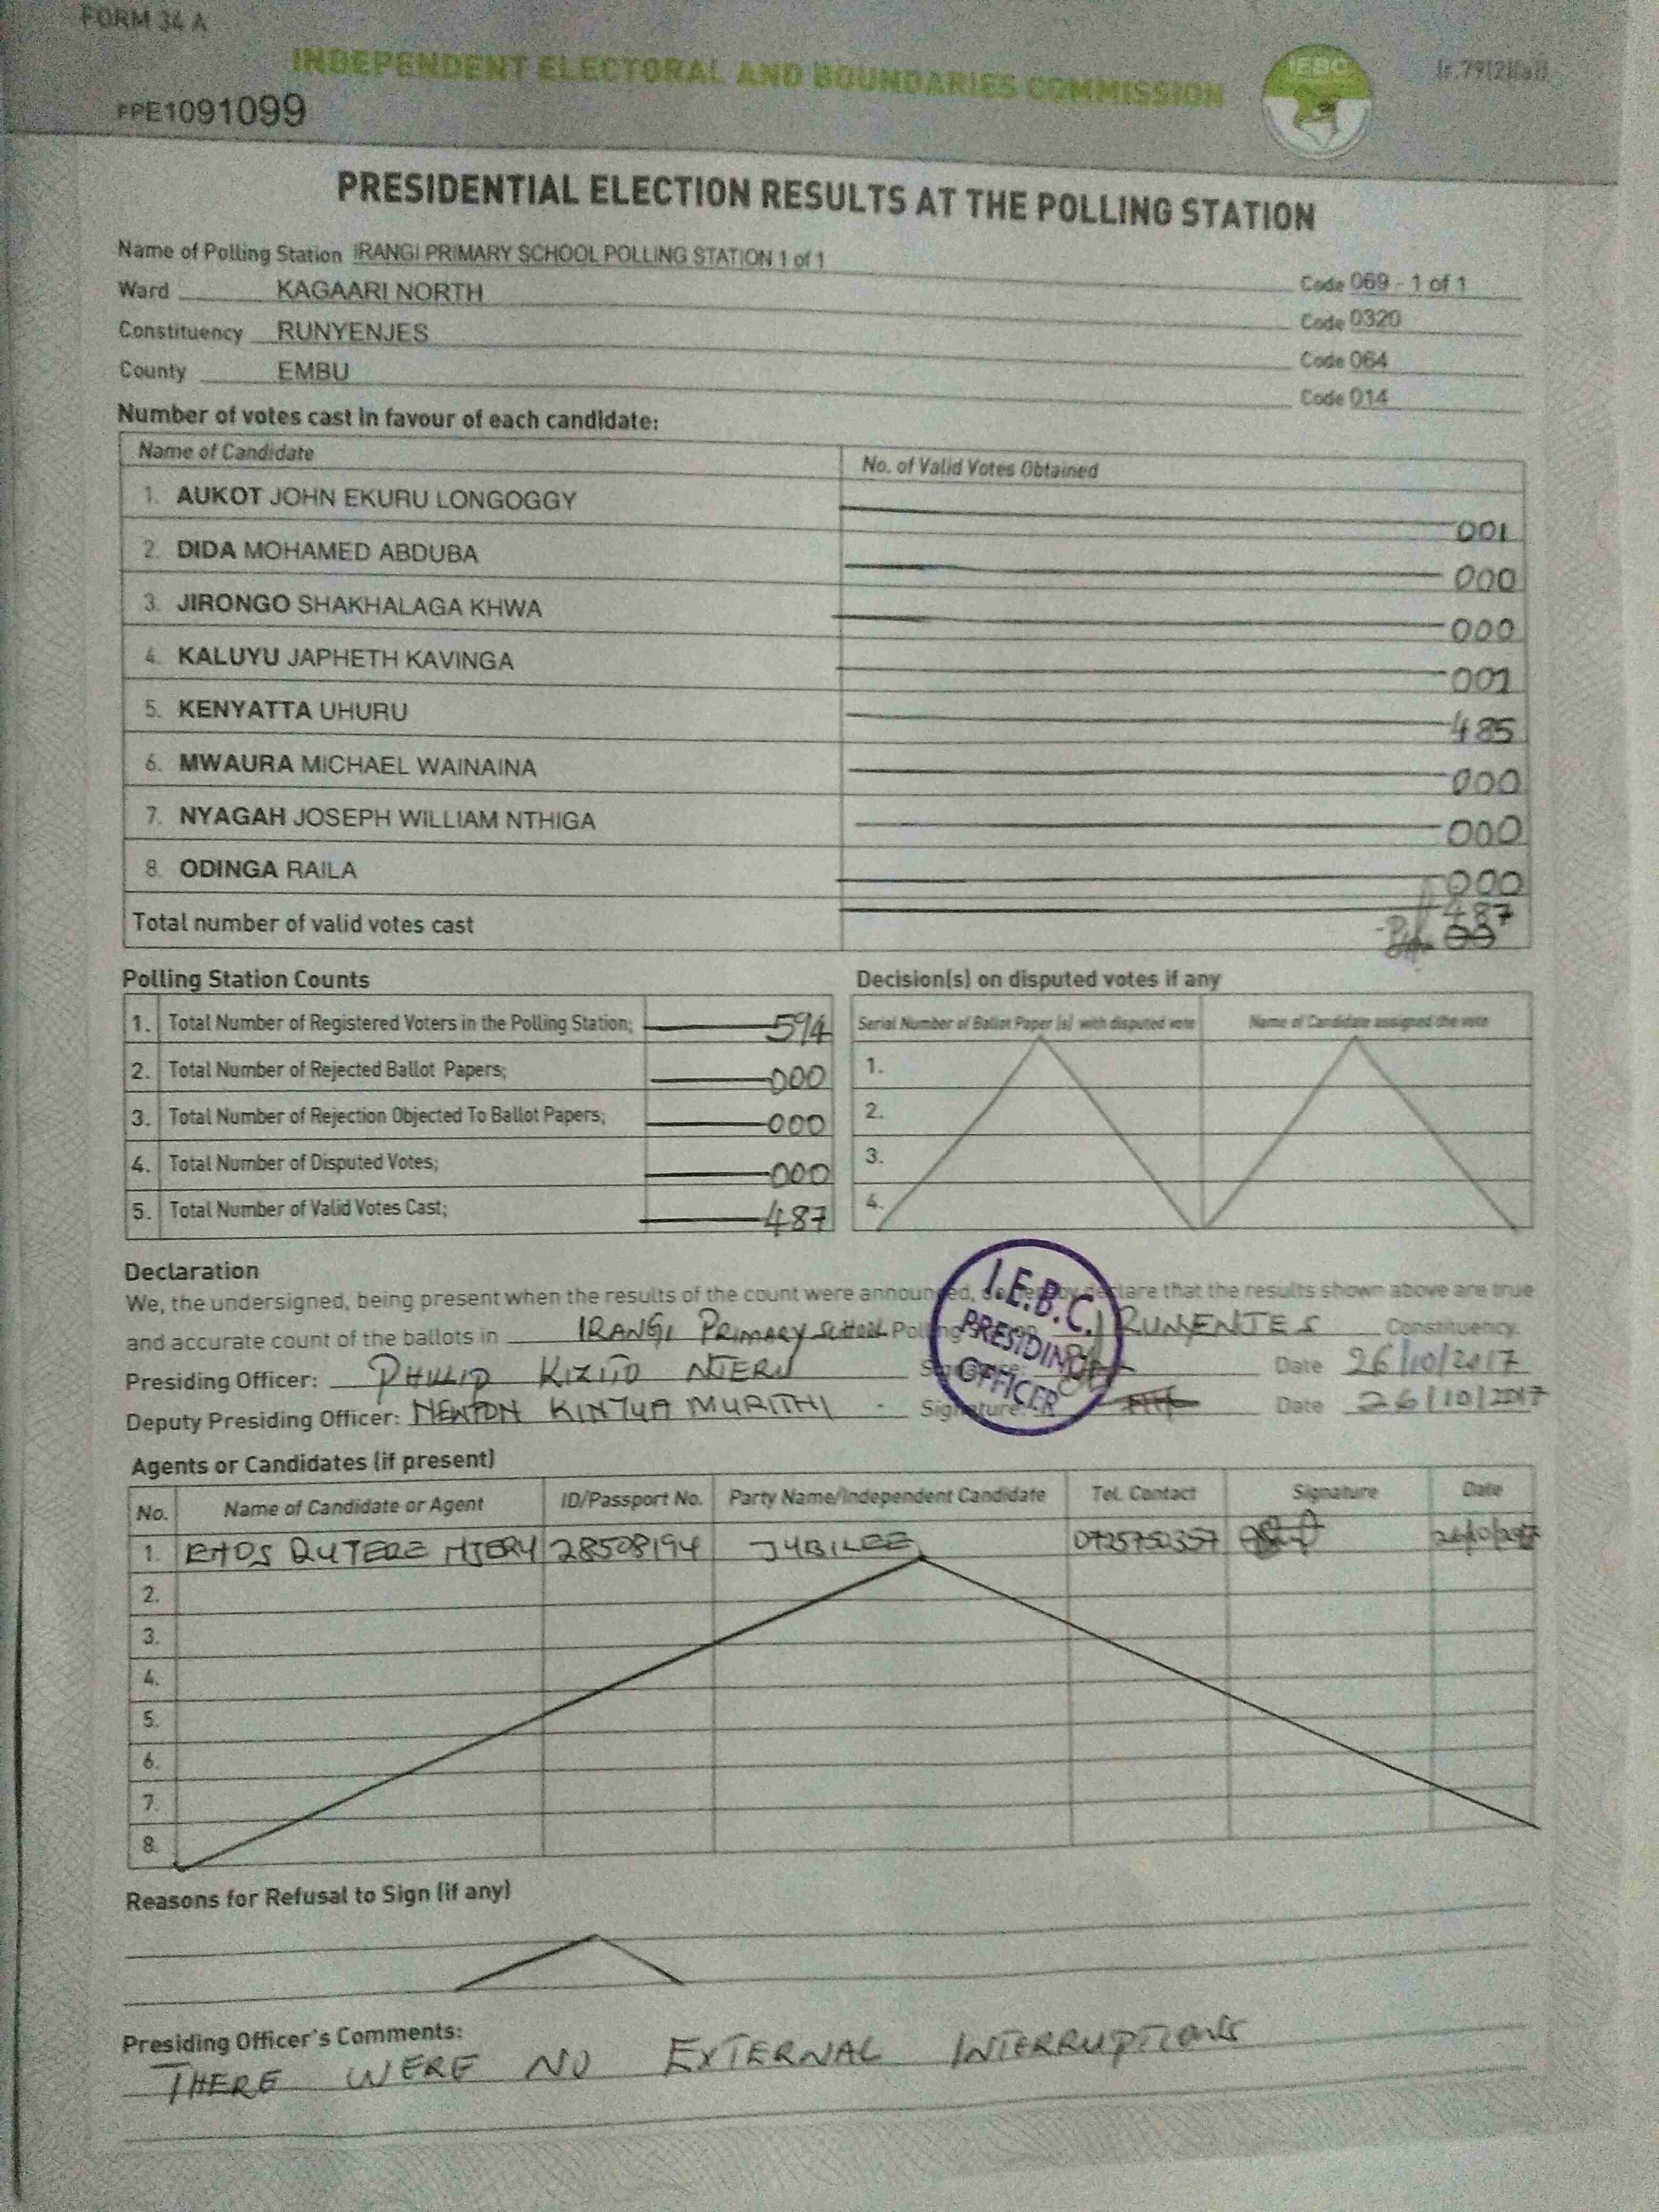 FORM 34 A
INDEPENDENT ELECTORAL AND BOUNDARIES COMMISSION
IEBC
(r.79(2)(a))
PPE1091099
PRESIDENTIAL ELECTION RESULTS AT THE POLLING STATION
Name of Polling Station IRANGI PRIMARY SCHOOL POLLING STATION 1 of 1 Code 069 - 1 of 1
Ward KAGAARI NORTH Code 0320
Constituency RUNYENJES Code 064
County EMBU Code 014
Number of votes cast in favour of each candidate:
Name of Candidate No. of Valid Votes Obtained
1. AUKOT JOHN EKURU LONGOGGY 001
2. DIDA MOHAMED ABDUBA 000
3. JIRONGO SHAKHALAGA KHWA 000
4. KALUYU JAPHETH KAVINGA 001
5. KENYATTA UHURU 485
6. MWAURA MICHAEL WAINAINA 000
7. NYAGAH JOSEPH WILLIAM NTHIGA 000
8. ODINGA RAILA 000
Total number of valid votes cast 487
Polling Station Counts
1. Total Number of Registered Voters in the Polling Station; 594
2. Total Number of Rejected Ballot Papers; 000
3. Total Number of Rejection Objected To Ballot Papers; 000
4. Total Number of Disputed Votes; 000
5. Total Number of Valid Votes Cast; 487
Decision(s) on disputed votes if any
Serial Number of Ballot Paper (s) with disputed vote Name of Candidate assigned the vote
1.
2.
3.
4.
Declaration
We, the undersigned, being present when the results of the count were announced, do hereby declare that the results shown above are true
and accurate count of the ballots in IRANGI PRIMARY SCHOOL Polling RUNYENJES Constituency.
Presiding Officer: PHILIP KIZITO NTERU Signature: Date 26/10/2017
Deputy Presiding Officer: NEWTON KINYUA MURITHI Signature: Date 26/10/2017
I.E.B.C.
PRESIDING
OFFICER
Agents or Candidates (if present)
No. Name of Candidate or Agent ID/Passport No. Party Name/Independent Candidate Tel. Contact Signature Date
1. 28508194 JUBILEE 0725750357 26/10/2017
2.
3.
4.
5.
6.
7.
8.
Reasons for Refusal to Sign (if any)
Presiding Officer's Comments:
THERE WERE NO EXTERNAL INTERRUPTIONS